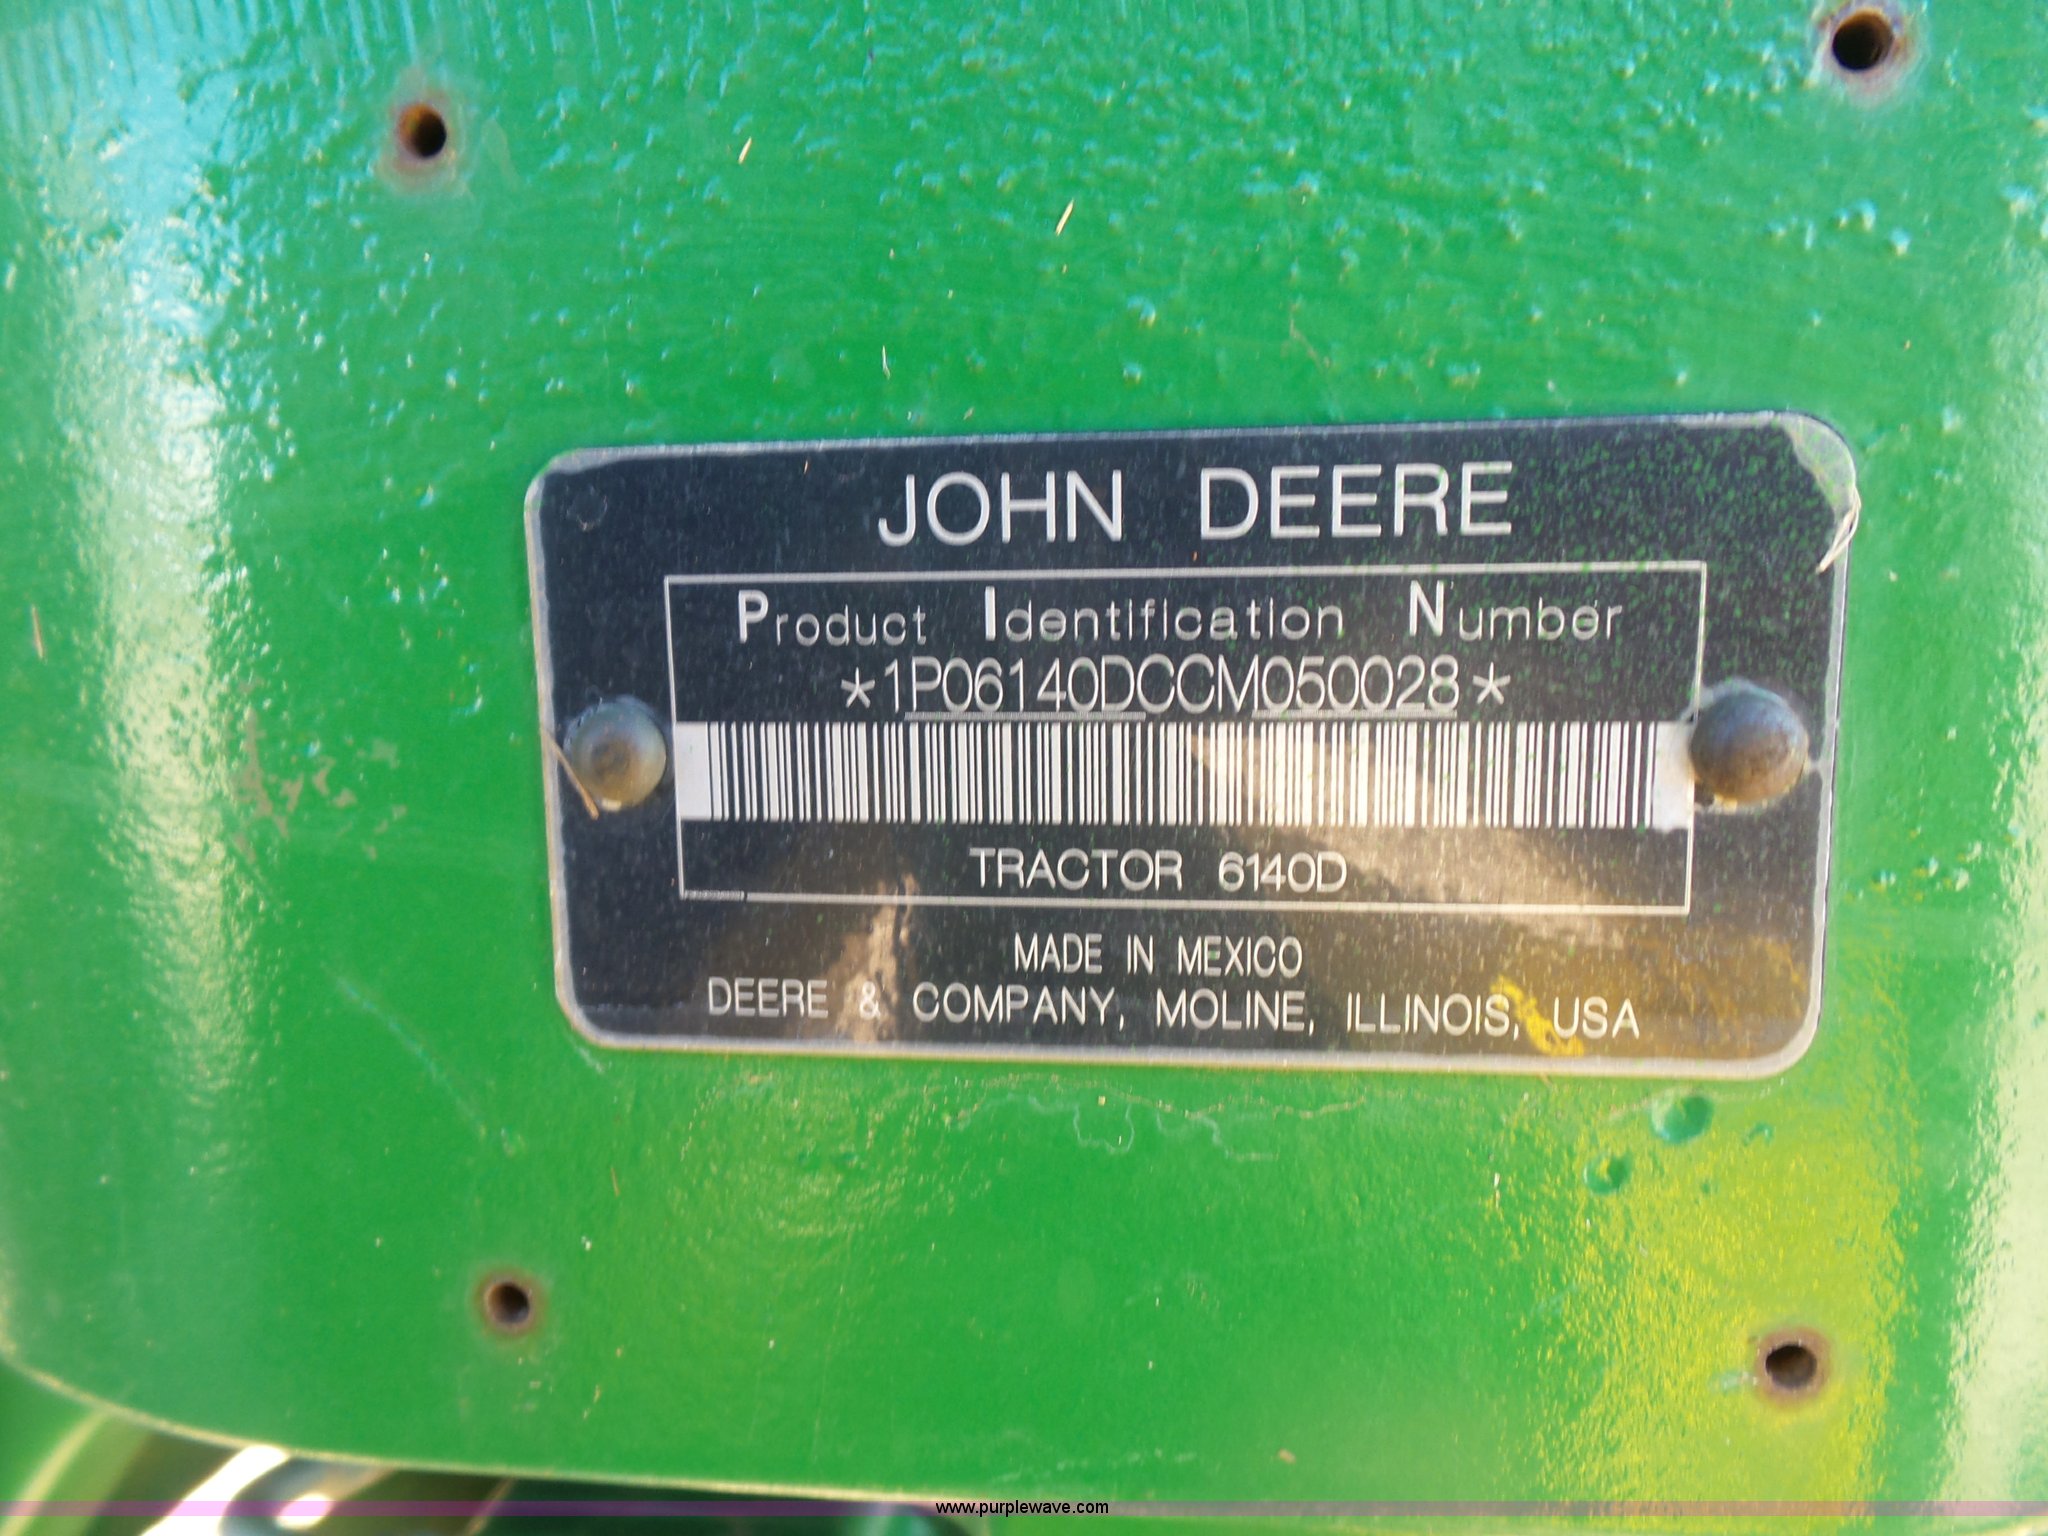 JOHN DEERE
Product Identification Number
*1P06140DCCM050028*
TRACTOR 6140D
MADE IN MEXICO
DEERE & COMPANY, MOLINE, ILLINOIS, USA
www.purplewave.com